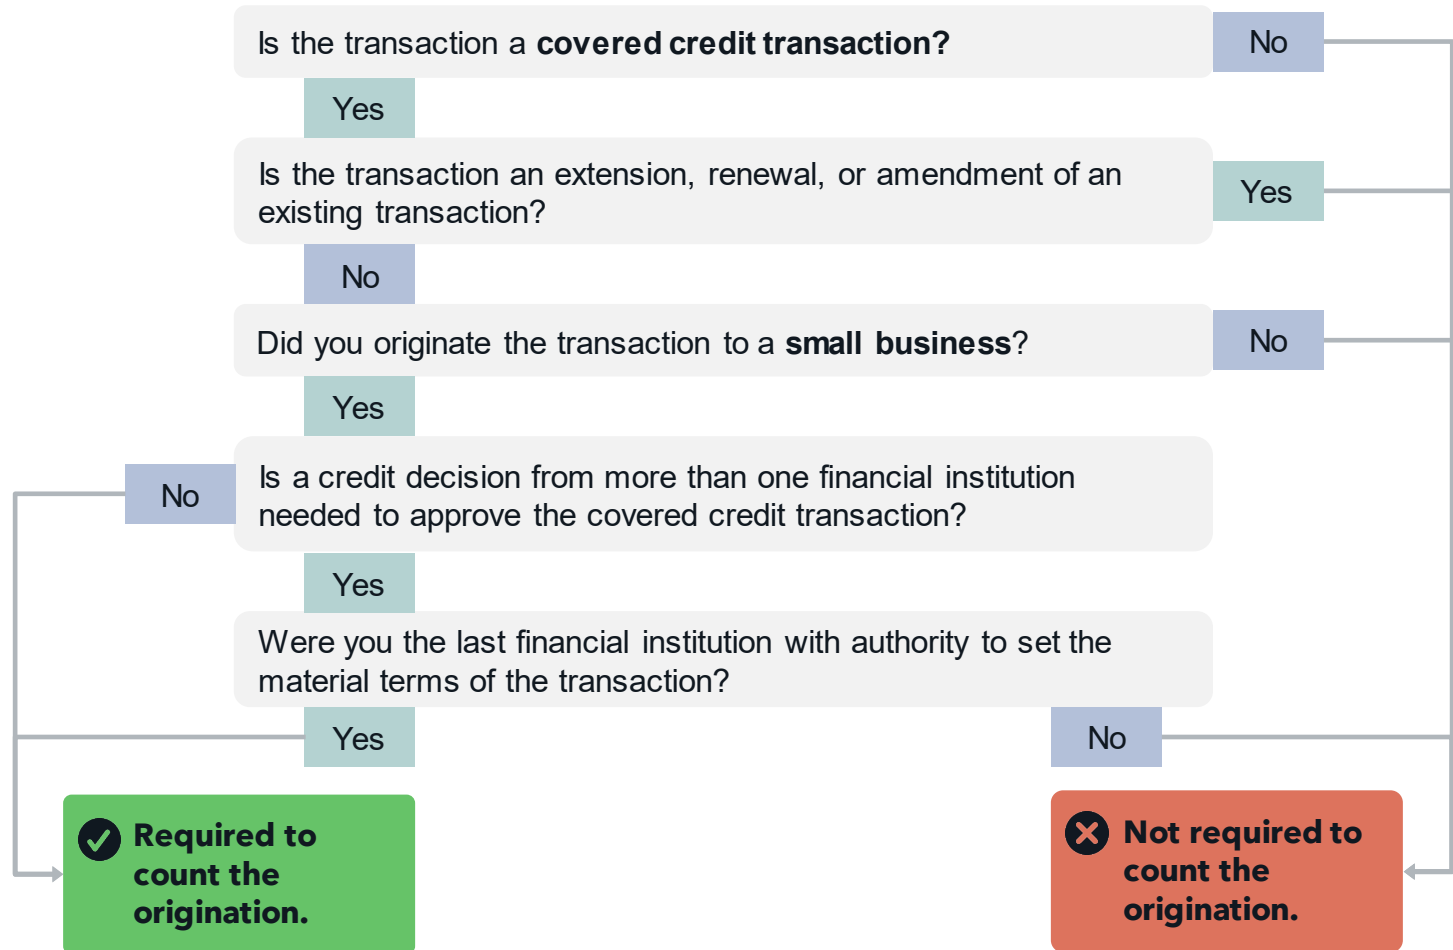 Is the transaction a covered credit transaction?
No
Yes
Is the transaction an extension, renewal, or amendment of an
existing transaction?
Yes
No
Did you originate the transaction to a small business?
No
Yes
Is a credit decision from more than one financial institution
needed to approve the covered credit transaction?
No
Yes
Were you the last financial institution with authority to set the
material terms of the transaction?
Yes
No
Required to
count the
origination.
Not required to
count the
origination.